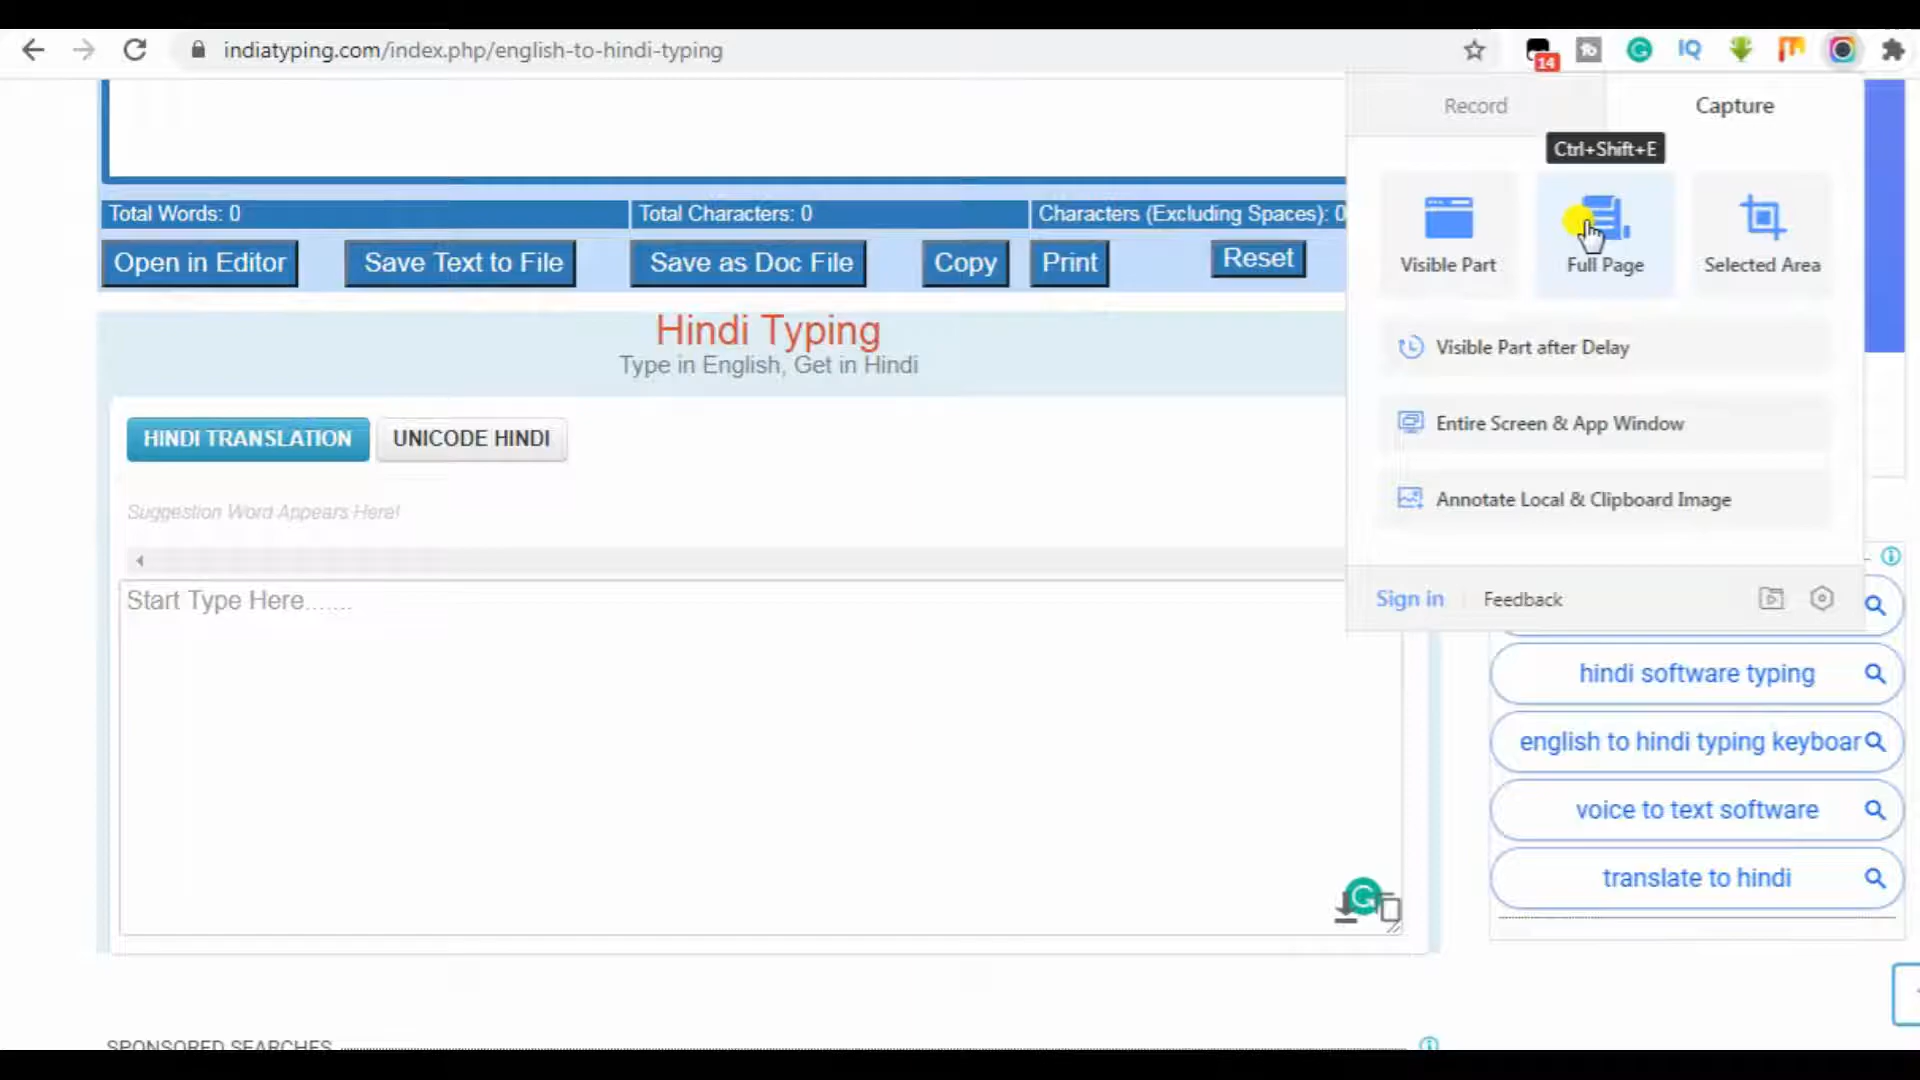 indiatyping.com/index.php/english-to-hindi-typing
14
IQ
Record
Capture
Ctrl+Shift+E
Visible Part
Full Page
Selected Area
Visible Part after Delay
Entire Screen & App Window
Annotate Local & Clipboard Image
Sign in
Feedback
Total Words: 0
Total Characters: 0
Characters (Excluding Spaces): 0
Open in Editor
Save Text to File
Save as Doc File
Copy
Print
Reset
Hindi Typing
Type in English, Get in Hindi
HINDI TRANSLATION
UNICODE HINDI
Suggestion Word Appears Here!
Start Type Here.......
hindi software typing
english to hindi typing keyboar
voice to text software
translate to hindi
SPONSORED SEARCHES